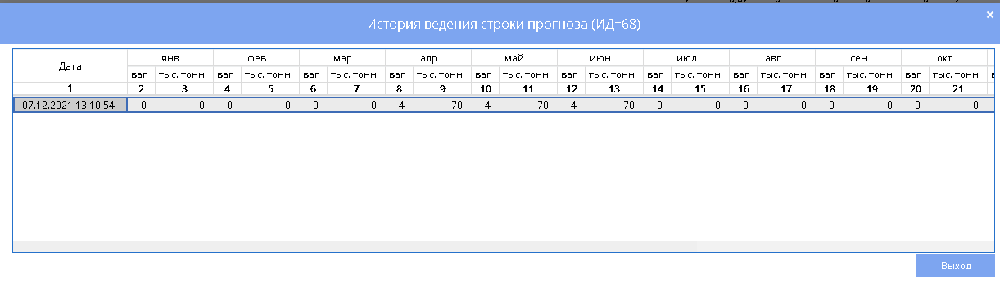 История ведения строки прогноза (ИД=68)
×
Дата янв фев мар апр май июн июл авг сен окт
ваг тыс. тонн ваг тыс. тонн ваг тыс. тонн ваг тыс. тонн ваг тыс. тонн ваг тыс. тонн ваг тыс. тонн ваг тыс. тонн ваг тыс. тонн ваг тыс. тонн
1 2 3 4 5 6 7 8 9 10 11 12 13 14 15 16 17 18 19 20 21
07.12.2021 13:10:54 0 0 0 0 0 0 4 70 4 70 4 70 0 0 0 0 0 0 0 0
Выход